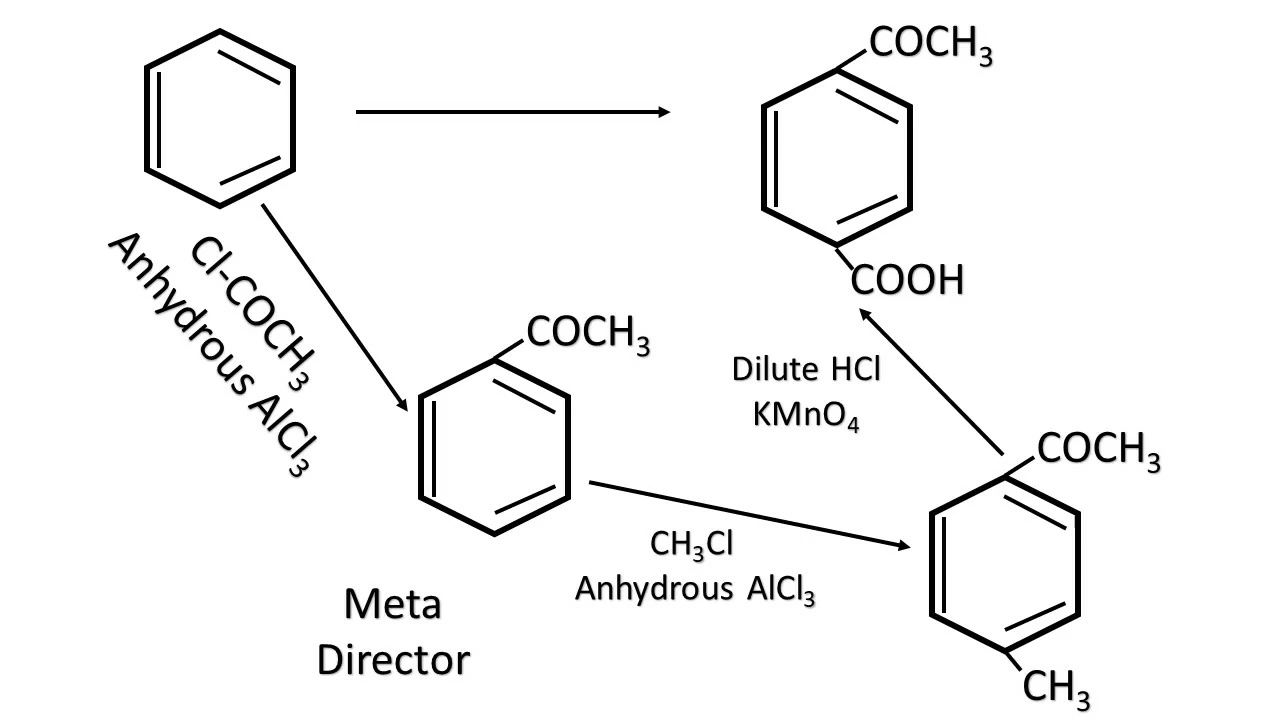 COCH₃
COOH
Cl-COCH₃
Anhydrous AlCl₃
COCH₃
Dilute HCl
KMnO₄
COCH₃
CH₃Cl
Anhydrous AlCl₃
Meta
Director
CH₃